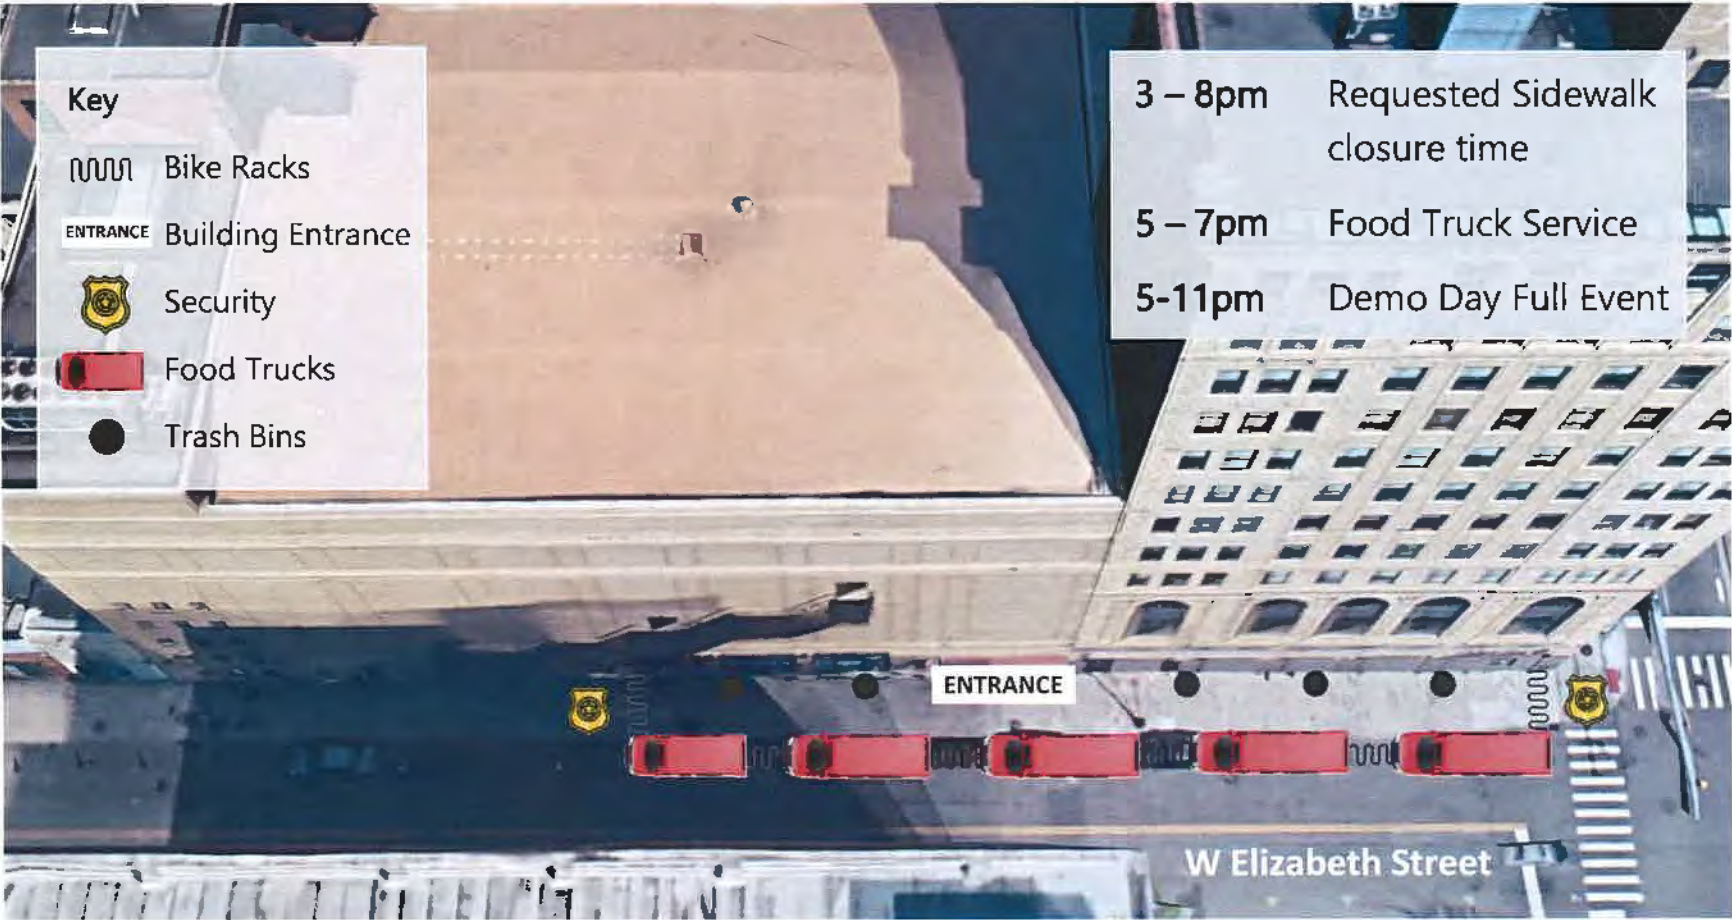 Key
Bike Racks
ENTRANCE Building Entrance
Security
Food Trucks
Trash Bins
3 – 8pm Requested Sidewalk
closure time
5 – 7pm Food Truck Service
5-11pm Demo Day Full Event
ENTRANCE
W Elizabeth Street